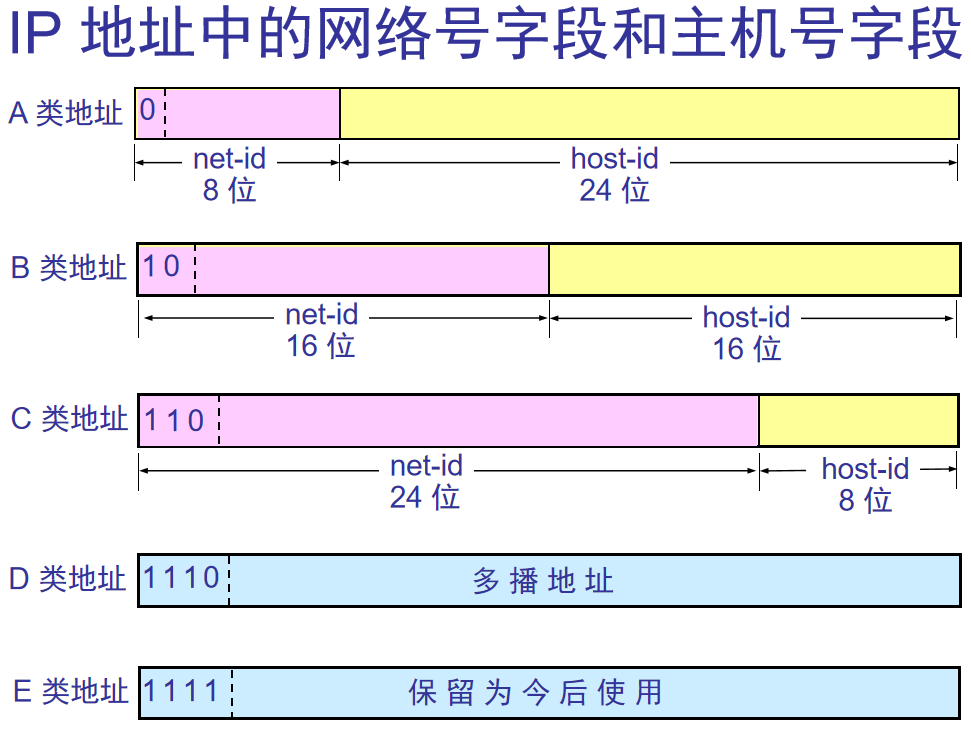 IP 地址中的网络号字段和主机号字段
A 类地址 0
net-id host-id
8 位 24 位
B 类地址 1 0
net-id host-id
16 位 16 位
C 类地址 1 1 0
net-id host-id
24 位 8 位
D 类地址 1 1 1 0 多 播 地 址
E 类地址 1 1 1 1 保 留 为 今 后 使 用